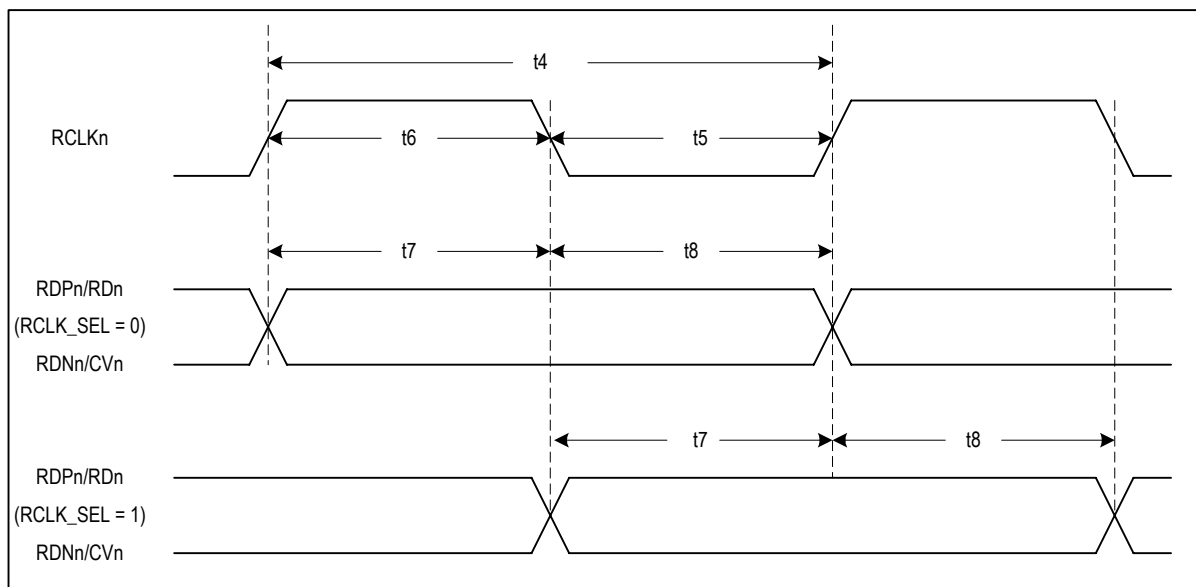 t4
RCLKn
t6
t5
t7
t8
RDPn/RDn
(RCLK_SEL = 0)
RDNn/CVn
t7
t8
RDPn/RDn
(RCLK_SEL = 1)
RDNn/CVn